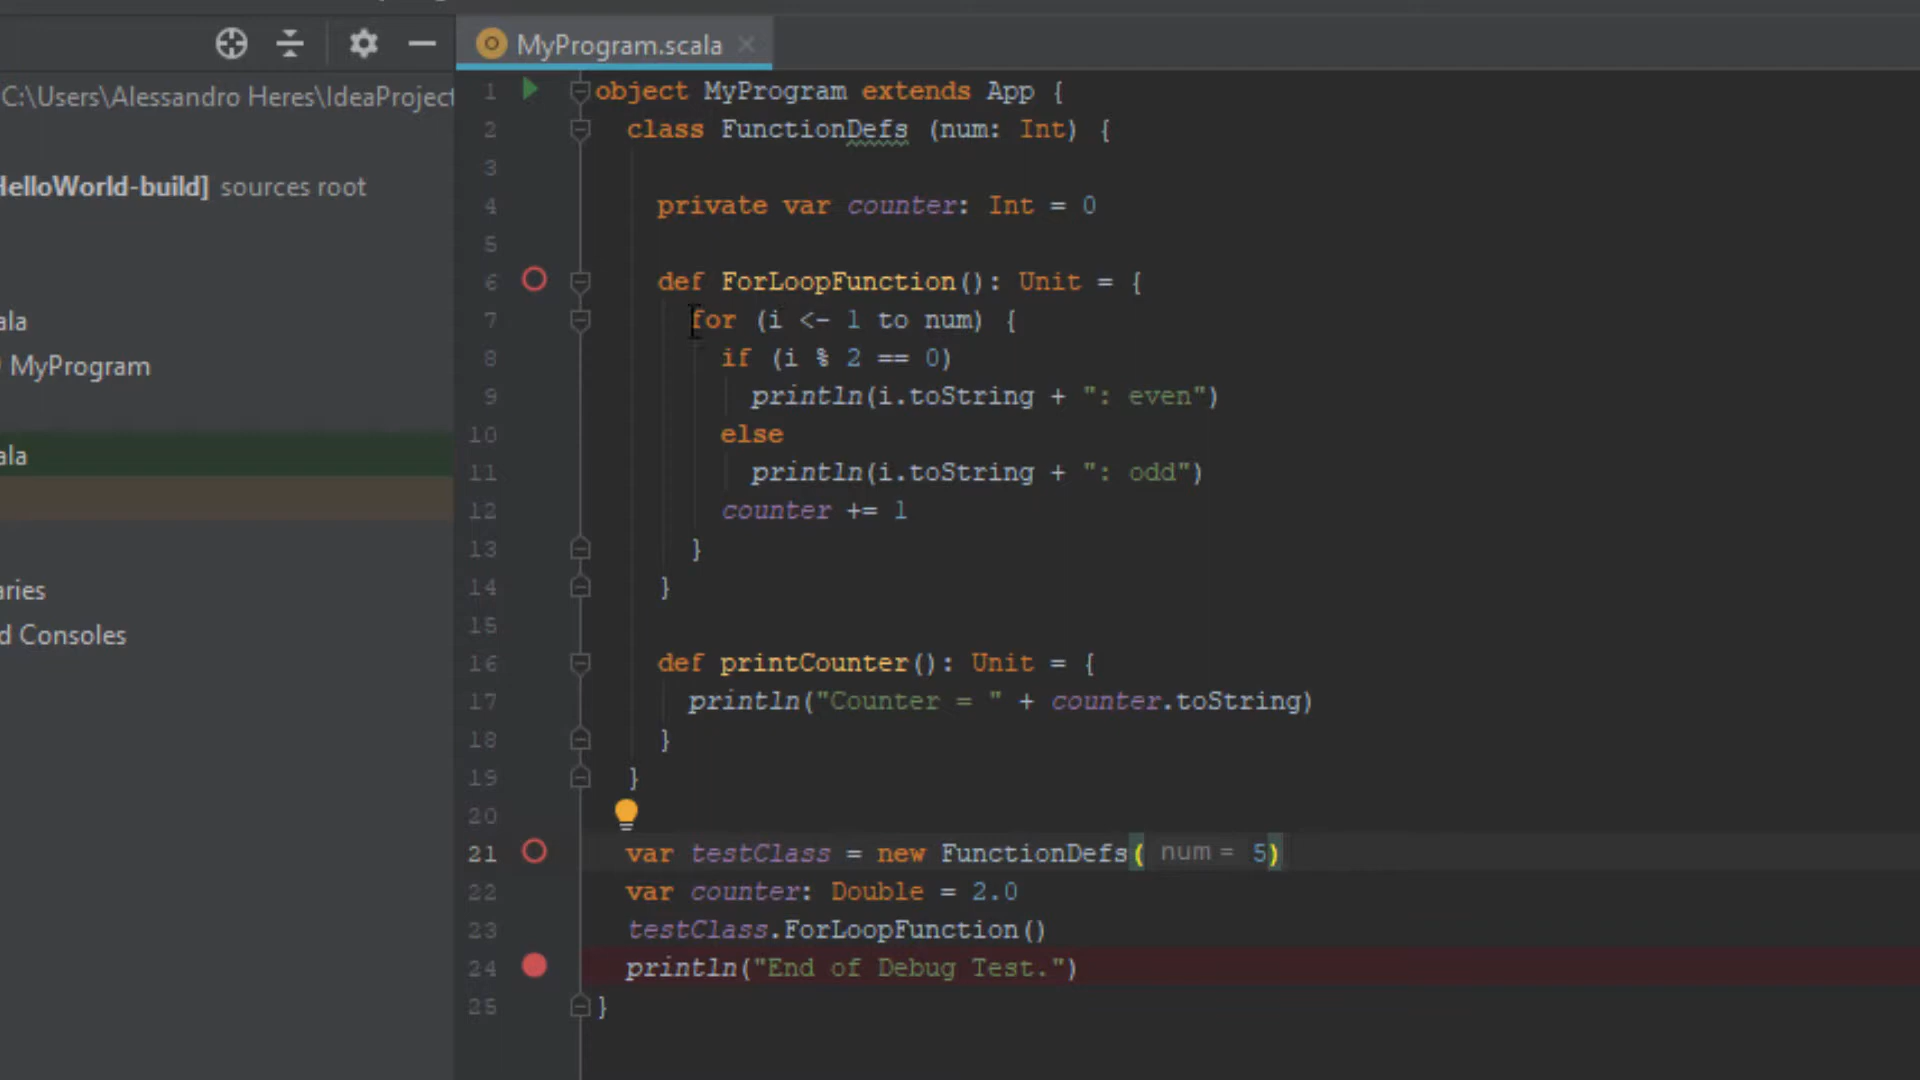 MyProgram.scala
C:\Users\Alessandro Heres\IdeaProject
HelloWorld-build] sources root
ala
MyProgram
ala
aries
d Consoles
1 object MyProgram extends App {
2 class FunctionDefs (num: Int) {
3
4 private var counter: Int = 0
5
6 def ForLoopFunction(): Unit = {
7 for (i <- 1 to num) {
8 if (i % 2 == 0)
9 println(i.toString + ": even")
10 else
11 println(i.toString + ": odd")
12 counter += 1
13 }
14 }
15
16 def printCounter(): Unit = {
17 println("Counter = " + counter.toString)
18 }
19 }
20
21 var testClass = new FunctionDefs( num = 5)
22 var counter: Double = 2.0
23 testClass.ForLoopFunction()
24 println("End of Debug Test.")
25 }